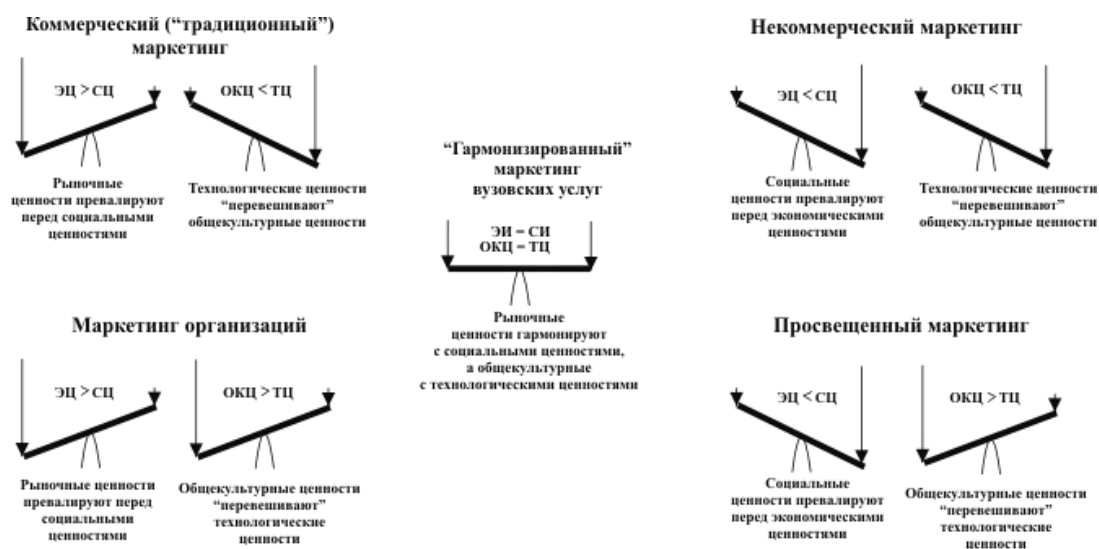 Коммерческий (“традиционный”)
маркетинг
ЭЦ > СЦ
ОКЦ < ТЦ
Рыночные
ценности превалируют
перед социальными
ценностями
Технологические ценности
“перевешивают”
общекультурные ценности
Некоммерческий маркетинг
ЭЦ < СЦ
ОКЦ < ТЦ
Социальные
ценности превалируют
перед экономическими
ценностями
Технологические ценности
“перевешивают”
общекультурные ценности
“Гармонизированный”
маркетинг
вузовских услуг
ЭИ = СИ
ОКЦ = ТЦ
Рыночные
ценности гармонируют
с социальными ценностями,
а общекультурные
с технологическими ценностями
Маркетинг организаций
ЭЦ > СЦ
ОКЦ > ТЦ
Рыночные ценности
превалируют перед
социальными
ценностями
Общекультурные ценности
“перевешивают”
технологические
ценности
Просвещенный маркетинг
ЭЦ < СЦ
ОКЦ > ТЦ
Социальные
ценности превалируют
перед экономическими
ценностями
Общекультурные ценности
“перевешивают”
технологические
ценности